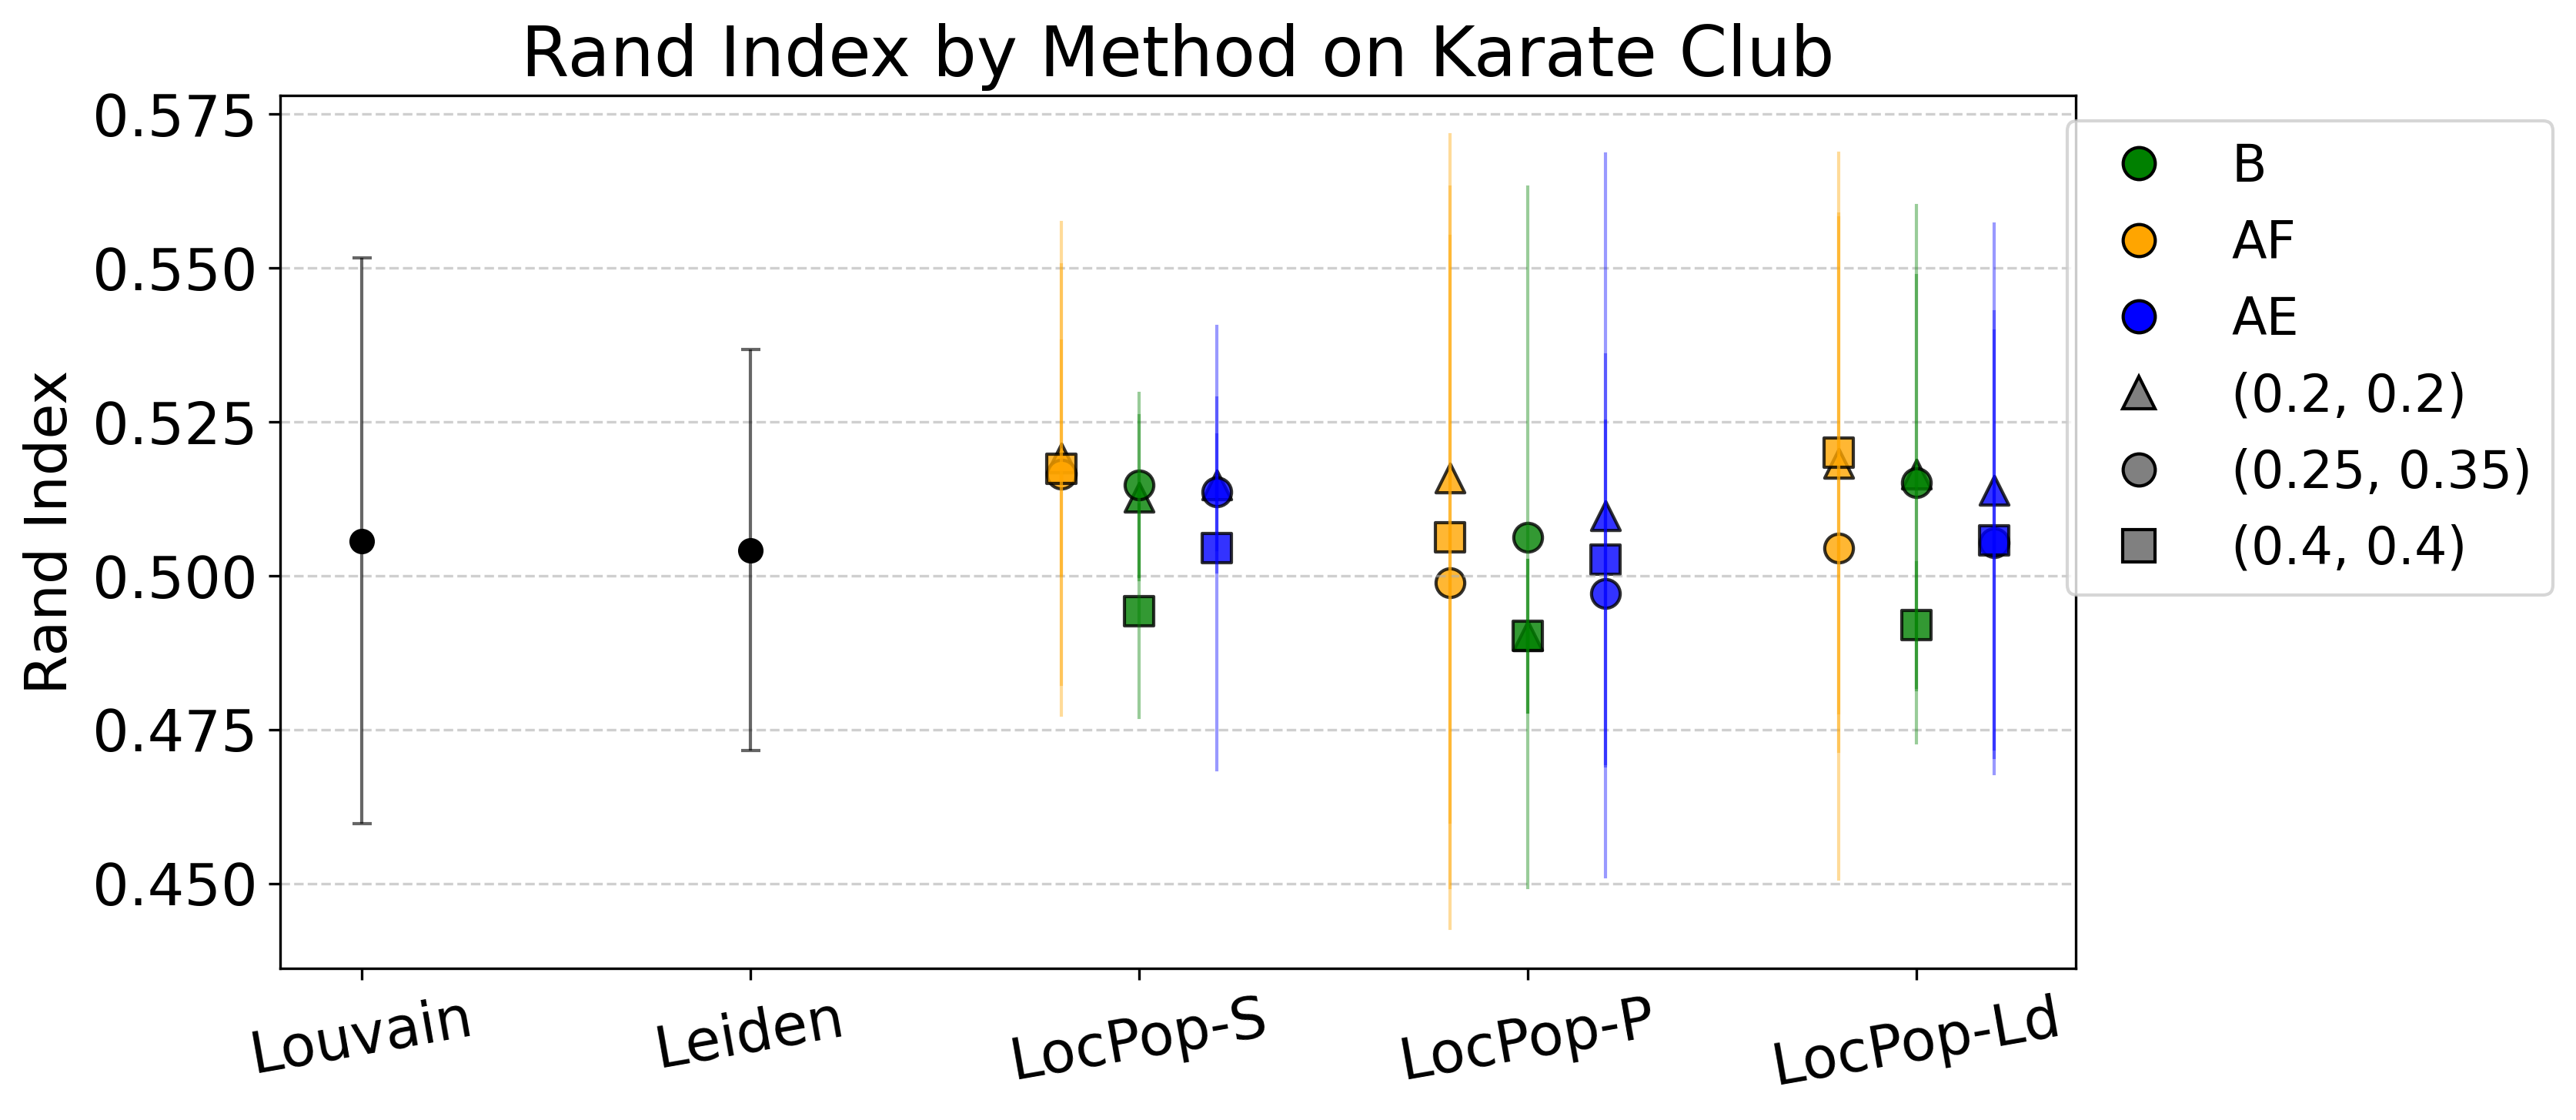 Rand Index by Method on Karate Club
Rand Index
0.575
0.550
0.525
0.500
0.475
0.450
Louvain
Leiden
LocPop-S
LocPop-P
LocPop-Ld
B
AF
AE
(0.2, 0.2)
(0.25, 0.35)
(0.4, 0.4)